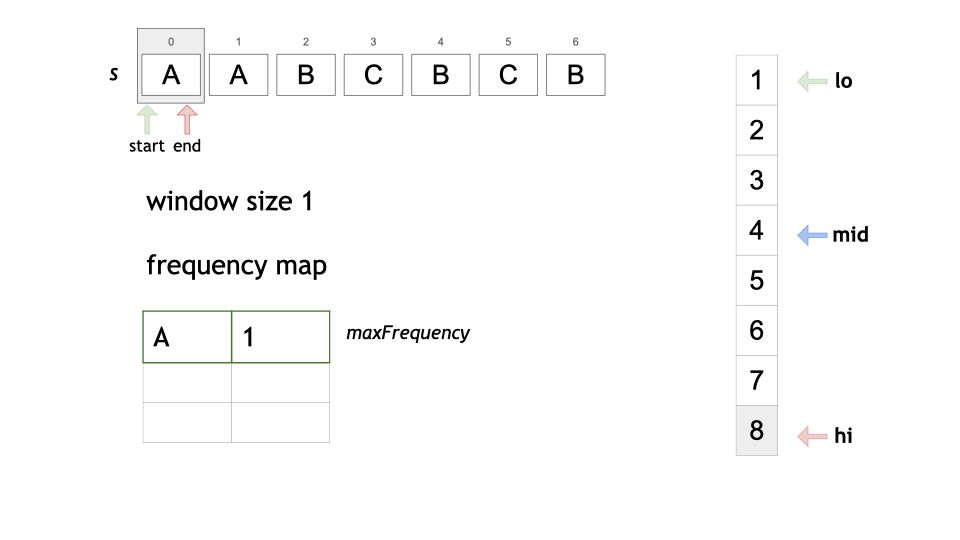 0 1 2 3 4 5 6
s A A B C B C B
start end
window size 1
frequency map
A 1 maxFrequency
1 lo
2
3
4 mid
5
6
7
8 hi